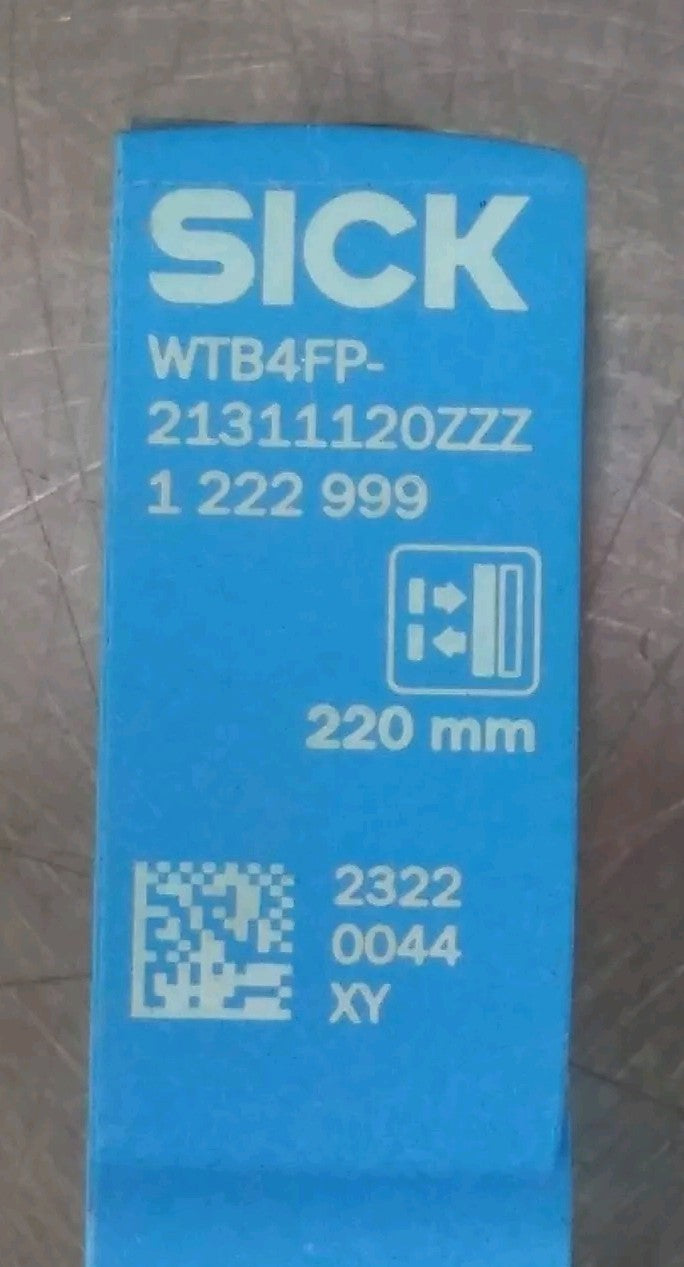 SICK
WTB4FP-
21311120ZZZ
1 222 999
220 mm
2322
0044
XY